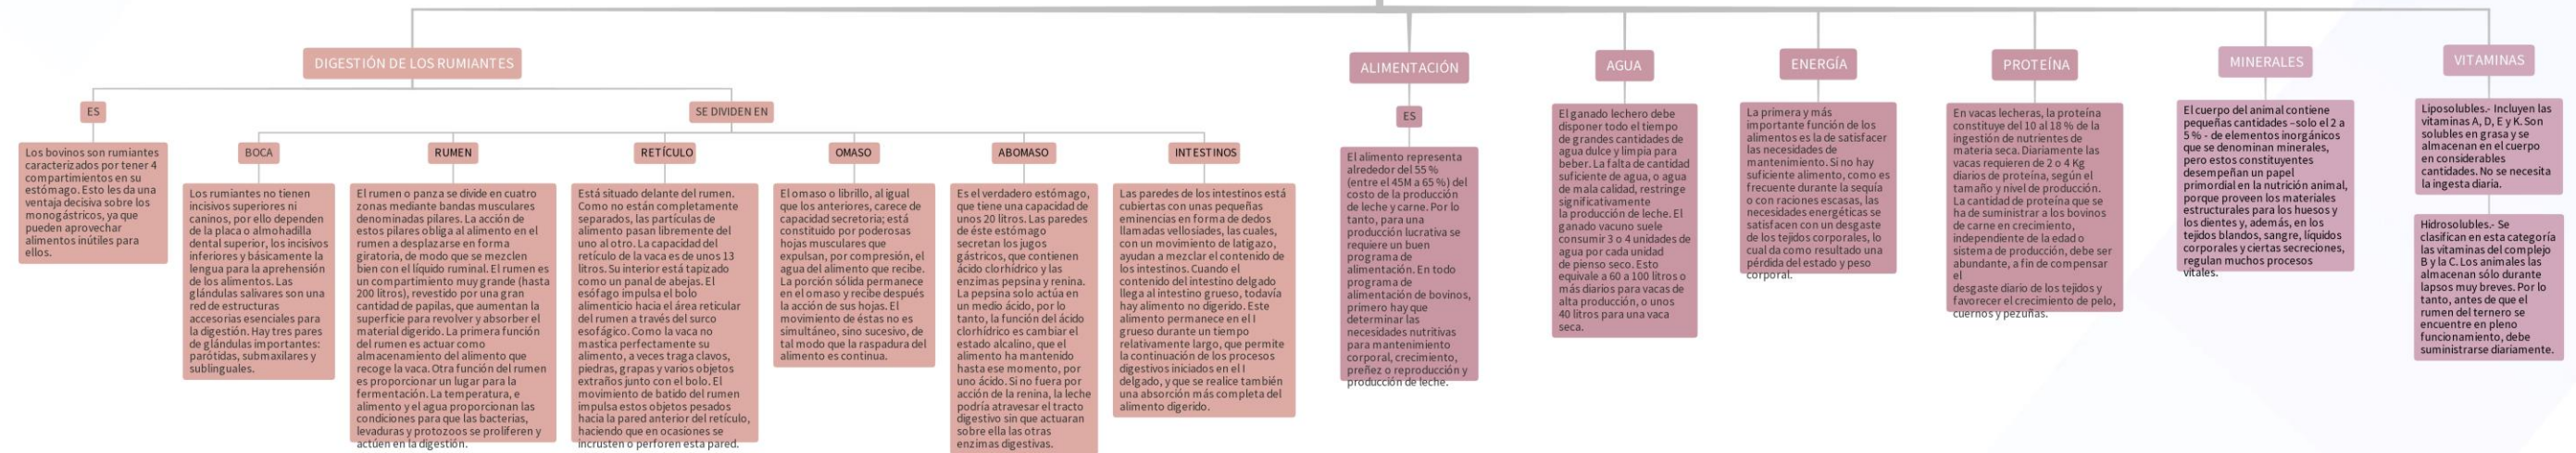 DIGESTIÓN DE LOS RUMIANTES
ES
Los bovinos son rumiantes
caracterizados por tener 4
compartimientos en su
estómago. Esto les da una
ventaja decisiva sobre los
monogástricos, ya que
pueden aprovechar
alimentos inútiles para
ellos.
SE DIVIDEN EN
BOCA
Los rumiantes no tienen
incisivos superiores ni
caninos, por ello dependen
de la placa o almohadilla
dental superior, los incisivos
inferiores y básicamente la
lengua para la aprehensión
de los alimentos. Las
glándulas salivares son una
red de estructuras
accesorias esenciales para
la digestión. Hay tres pares
de glándulas importantes:
parótidas, submaxilares y
sublinguales.
RUMEN
El rumen o panza se divide en cuatro
zonas mediante bandas musculares
denominadas pilares. La acción de
estos pilares obliga al alimento en el
rumen a desplazarse en forma
giratoria, de modo que se mezclen
bien con el líquido ruminal. El rumen es
un compartimiento muy grande (hasta
200 litros), revestido por una gran
cantidad de papilas, que aumentan la
superficie para revolver y absorber el
material digerido. La primera función
del rumen es actuar como
almacenamiento del alimento que
recoge la vaca. Otra función del rumen
es proporcionar un lugar para la
fermentación. La temperatura, e
alimento y el agua proporcionan las
condiciones para que las bacterias,
levaduras y protozoos se proliferen y
actúen en la digestión.
RETÍCULO
Está situado delante del rumen.
Como no están completamente
separados, las partículas de
alimento pasan libremente del
uno al otro. La capacidad del
retículo de la vaca es de unos 13
litros. Su interior está tapizado
como un panal de abejas. El
esófago impulsa el bolo
alimenticio hacia el área reticular
del rumen a través del surco
esofágico. Como la vaca no
mastica perfectamente su
alimento, a veces traga clavos,
piedras, grapas y varios objetos
extraños junto con el bolo. El
movimiento de batido del rumen
impulsa estos objetos pesados
hacia la pared anterior del retículo,
haciendo que en ocasiones se
incrusten o perforen esta pared.
OMASO
El omaso o librillo, al igual
que los anteriores, carece de
capacidad secretoria; está
constituido por poderosas
hojas musculares que
expulsan, por compresión, el
agua del alimento que recibe.
La porción sólida permanece
en el omaso y recibe después
la acción de sus hojas. El
movimiento de éstas no es
simultáneo, sino sucesivo, de
tal modo que la raspadura del
alimento es continua.
ABOMASO
Es el verdadero estómago,
que tiene una capacidad de
unos 20 litros. Las paredes
de éste estómago
secretan los jugos
gástricos, que contienen
ácido clorhídrico y las
enzimas pepsina y renina.
La pepsina solo actúa en
un medio ácido, por lo
tanto, la función del ácido
clorhídrico es cambiar el
estado alcalino, que el
alimento ha mantenido
hasta ese momento, por
uno ácido. Si no fuera por
acción de la renina, la leche
podría atravesar el tracto
digestivo sin que actuaran
sobre ella las otras
enzimas digestivas.
INTESTINOS
Las paredes de los intestinos está
cubiertas con unas pequeñas
eminencias en forma de dedos
llamadas vellosiades, las cuales,
con un movimiento de latigazo,
ayudan a mezclar el contenido de
los intestinos. Cuando el
contenido del intestino delgado
llega al intestino grueso, todavía
hay alimento no digerido. Este
alimento permanece en el I
grueso durante un tiempo
relativamente largo, que permite
la continuación de los procesos
digestivos iniciados en el I
delgado, y que se realice también
una absorción más completa del
alimento digerido.
ALIMENTACIÓN
ES
El alimento representa
alrededor del 55 %
(entre el 45M a 65 %) del
costo de la producción
de leche y carne. Por lo
tanto, para una
producción lucrativa se
requiere un buen
programa de
alimentación. En todo
programa de
alimentación de bovinos,
primero hay que
determinar las
necesidades nutritivas
para mantenimiento
corporal, crecimiento,
preñez o reproducción y
producción de leche.
AGUA
El ganado lechero debe
disponer todo el tiempo
de grandes cantidades de
agua dulce y limpia para
beber. La falta de cantidad
suficiente de agua, o agua
de mala calidad, restringe
significativamente
la producción de leche. El
ganado vacuno suele
consumir 3 o 4 unidades de
agua por cada unidad
de pienso seco. Esto
equivale a 60 a 100 litros o
más diarios para vacas de
alta producción, o unos
40 litros para una vaca
seca.
ENERGÍA
La primera y más
importante función de los
alimentos es la de satisfacer
las necesidades de
mantenimiento. Si no hay
suficiente alimento, como es
frecuente durante la sequía
o con raciones escasas, las
necesidades energéticas se
satisfacen con un desgaste
de los tejidos corporales, lo
cual da como resultado una
pérdida del estado y peso
corporal.
PROTEÍNA
En vacas lecheras, la proteína
constituye del 10 al 18 % de la
ingestión de nutrientes de
materia seca. Diariamente las
vacas requieren de 2 o 4 Kg
diarios de proteína, según el
tamaño y nivel de producción.
La cantidad de proteína que se
ha de suministrar a los bovinos
de carne en crecimiento,
independiente de la edad o
sistema de producción, debe ser
abundante, a fin de compensar
el
desgaste diario de los tejidos y
favorecer el crecimiento de pelo,
cuernos y pezuñas.
MINERALES
El cuerpo del animal contiene
pequeñas cantidades –solo el 2 a
5 % - de elementos inorgánicos
que se denominan minerales,
pero estos constituyentes
desempeñan un papel
primordial en la nutrición animal,
porque proveen los materiales
estructurales para los huesos y
los dientes y, además, en los
tejidos blandos, sangre, líquidos
corporales y ciertas secreciones,
regulan muchos procesos
vitales.
VITAMINAS
Liposolubles.- Incluyen las
vitaminas A, D, E y K. Son
solubles en grasa y se
almacenan en el cuerpo
en considerables
cantidades. No se necesita
la ingesta diaria.
Hidrosolubles.- Se
clasifican en esta categoría
las vitaminas del complejo
B y la C. Los animales las
almacenan sólo durante
lapsos muy breves. Por lo
tanto, antes de que el
rumen del ternero se
encuentre en pleno
funcionamiento, debe
suministrarse diariamente.